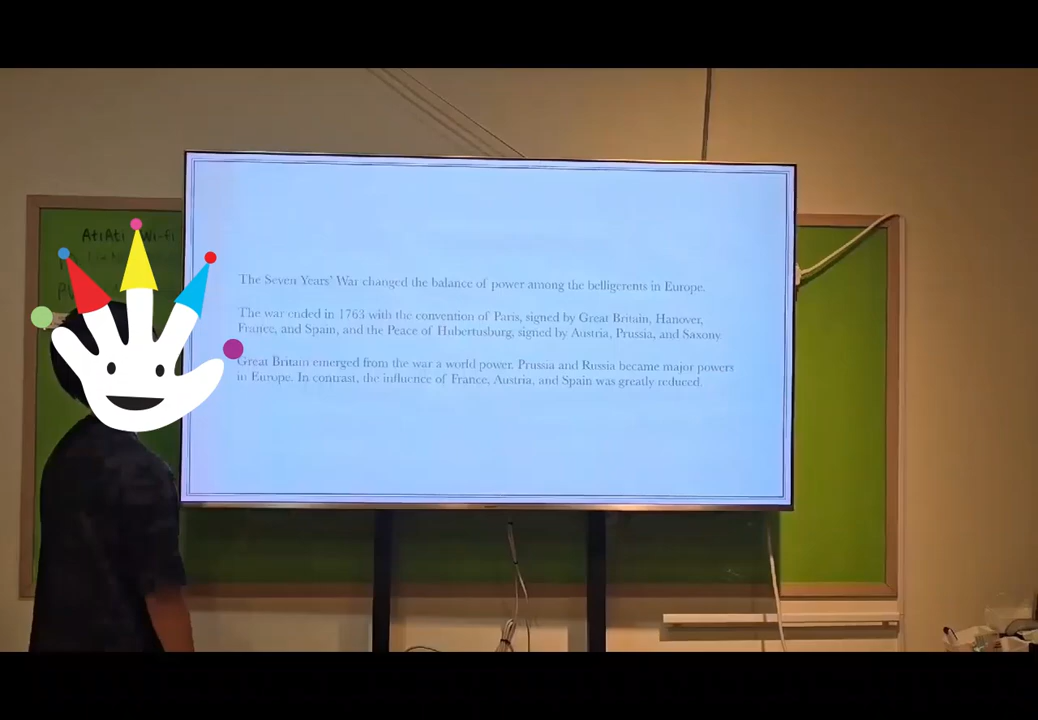 AtiAti Wi-fi
The Seven Years' War changed the balance of power among the belligerents in Europe.
The war ended in 1763 with the convention of Paris, signed by Great Britain, Hanover,
France, and Spain, and the Peace of Hubertusburg, signed by Austria, Prussia, and Saxony.
Great Britain emerged from the war a world power. Prussia and Russia became major powers
in Europe. In contrast, the influence of France, Austria, and Spain was greatly reduced.